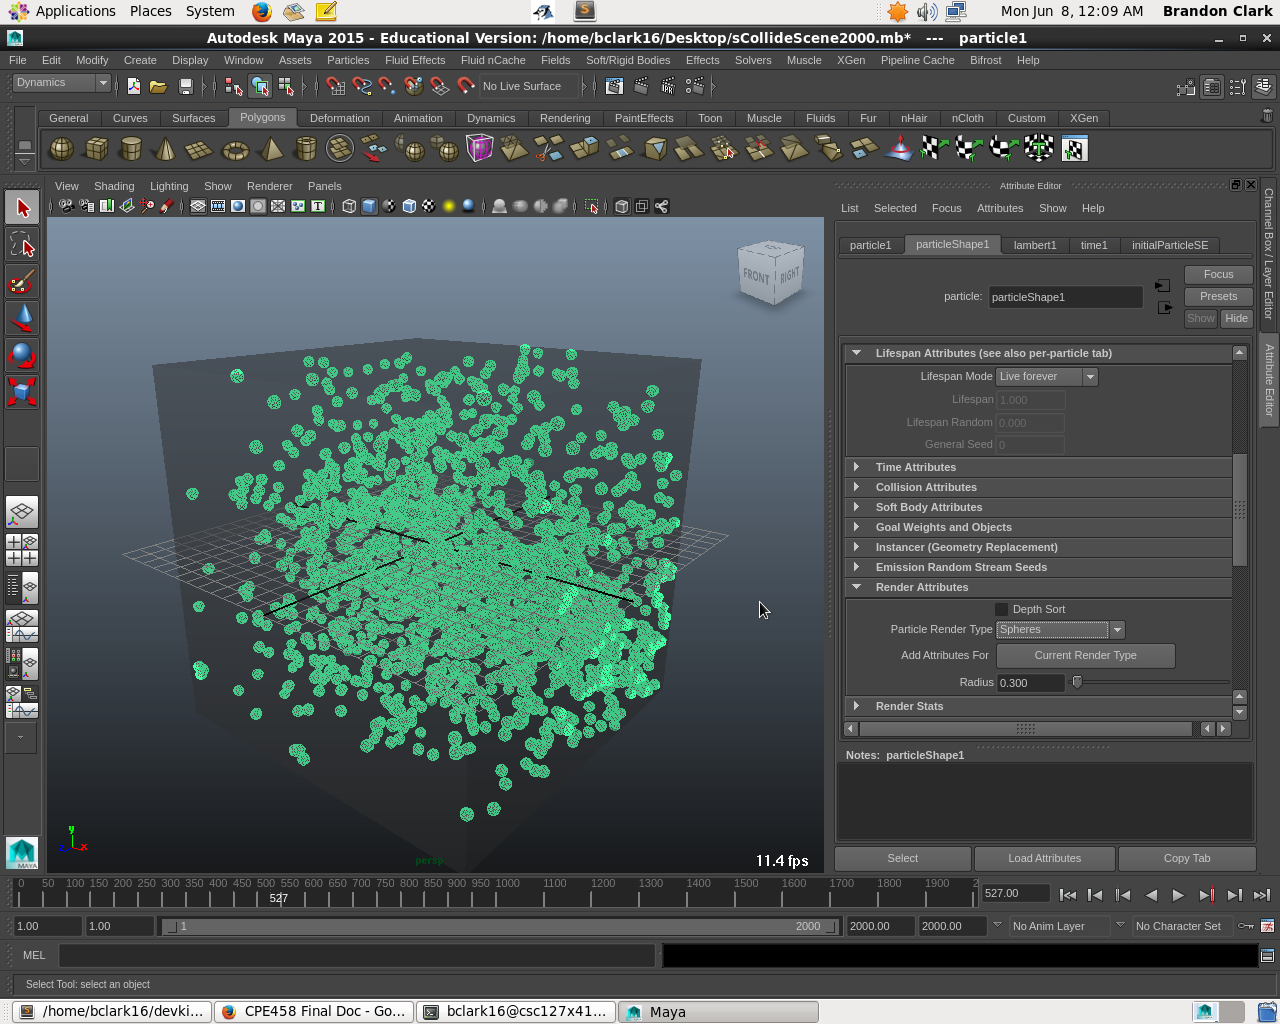 Applications Places System Mon Jun 8, 12:09 AM Brandon Clark
Autodesk Maya 2015 - Educational Version: /home/bclark16/Desktop/sCollideScene2000.mb* --- particle1
File Edit Modify Create Display Window Assets Particles Fluid Effects Fluid nCache Fields Soft/Rigid Bodies Effects Solvers Muscle XGen Pipeline Cache Bifrost Help
Dynamics No Live Surface
General Curves Surfaces Polygons Deformation Animation Dynamics Rendering PaintEffects Toon Muscle Fluids Fur nHair nCloth Custom XGen
View Shading Lighting Show Renderer Panels
Attribute Editor
List Selected Focus Attributes Show Help
particle1 particleShape1 lambert1 time1 initialParticleSE
Focus
particle: particleShape1 Presets
Show Hide
Channel Box / Layer Editor
Attribute Editor
FRONT RIGHT
Lifespan Attributes (see also per-particle tab)
Lifespan Mode Live forever
Lifespan 1.000
Lifespan Random 0.000
General Seed 0
Time Attributes
Collision Attributes
Soft Body Attributes
Goal Weights and Objects
Instancer (Geometry Replacement)
Emission Random Stream Seeds
Render Attributes
Depth Sort
Particle Render Type Spheres
Add Attributes For Current Render Type
Radius 0.300
Render Stats
Notes: particleShape1
y
x
z
persp
11.4 fps
MAYA
Select Load Attributes Copy Tab
0 50 100 150 200 250 300 350 400 450 500 550 600 650 700 750 800 850 900 950 1000 1100 1200 1300 1400 1500 1600 1700 1800 1900 2
527
527.00
1.00 1.00 1 2000 2000.00 2000.00 No Anim Layer No Character Set
MEL
Select Tool: select an object
/home/bclark16/devki... CPE458 Final Doc - Go... bclark16@csc127x41... Maya